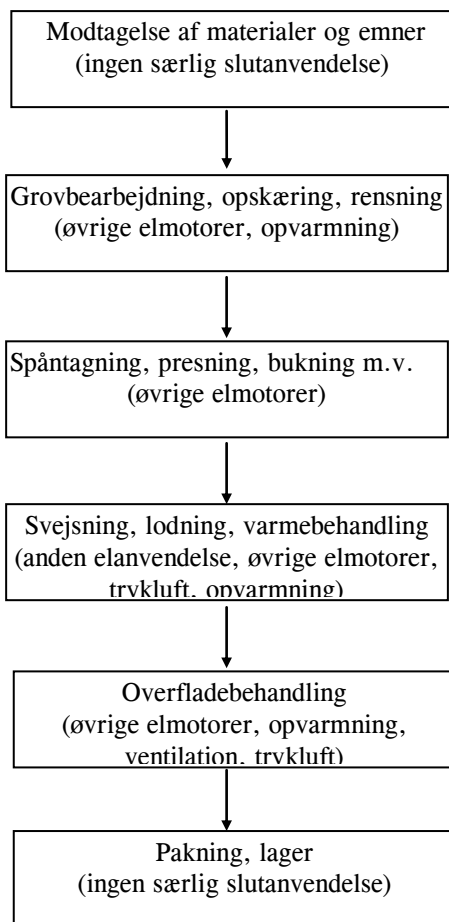 Modtagelse af materialer og emner
(ingen særlig slutanvendelse)
Grovbearbejdning, opskæring, rensning
(øvrige elmotorer, opvarmning)
Spåntagning, presning, bukning m.v.
(øvrige elmotorer)
Svejsning, lodning, varmebehandling
(anden elanvendelse, øvrige elmotorer,
trykluft, opvarmning)
Overfladebehandling
(øvrige elmotorer, opvarmning,
ventilation, trykluft)
Pakning, lager
(ingen særlig slutanvendelse)